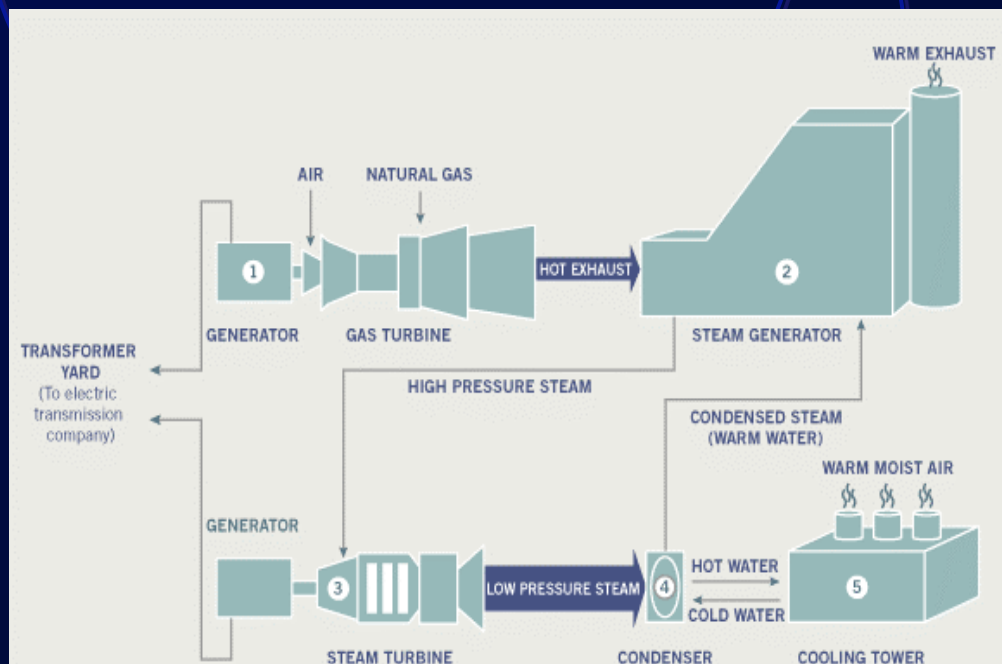 WARM EXHAUST
AIR
NATURAL GAS
1
HOT EXHAUST
2
GENERATOR
GAS TURBINE
STEAM GENERATOR
TRANSFORMER
YARD
(To electric
transmission
company)
HIGH PRESSURE STEAM
CONDENSED STEAM
(WARM WATER)
WARM MOIST AIR
GENERATOR
3
LOW PRESSURE STEAM
4
HOT WATER
COLD WATER
5
STEAM TURBINE
CONDENSER
COOLING TOWER